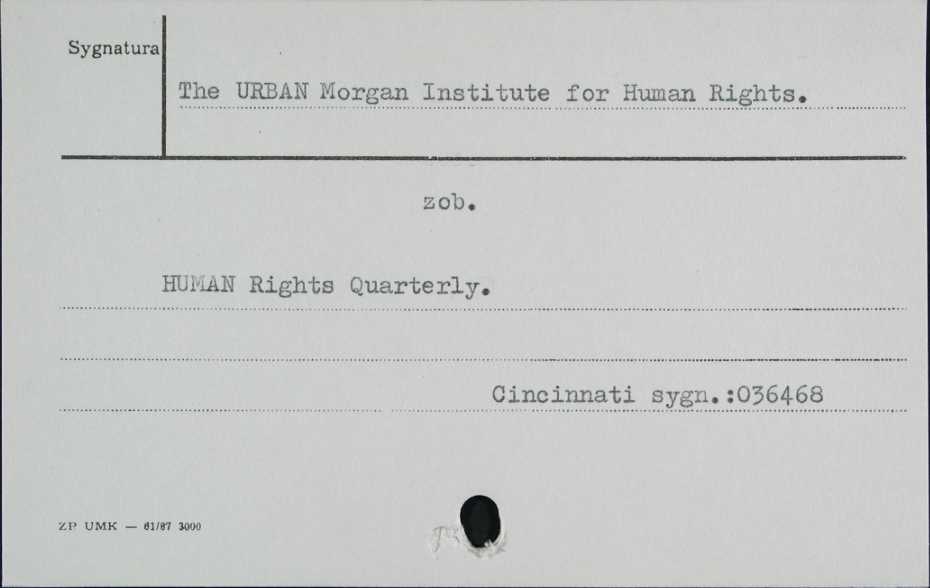 Sygnatura
The URBAN Morgan Institute for Human Rights.
zob.
HUMAN Rights Quarterly.
Cincinnati sygn.:036468
ZP UMK — 61/87 3000